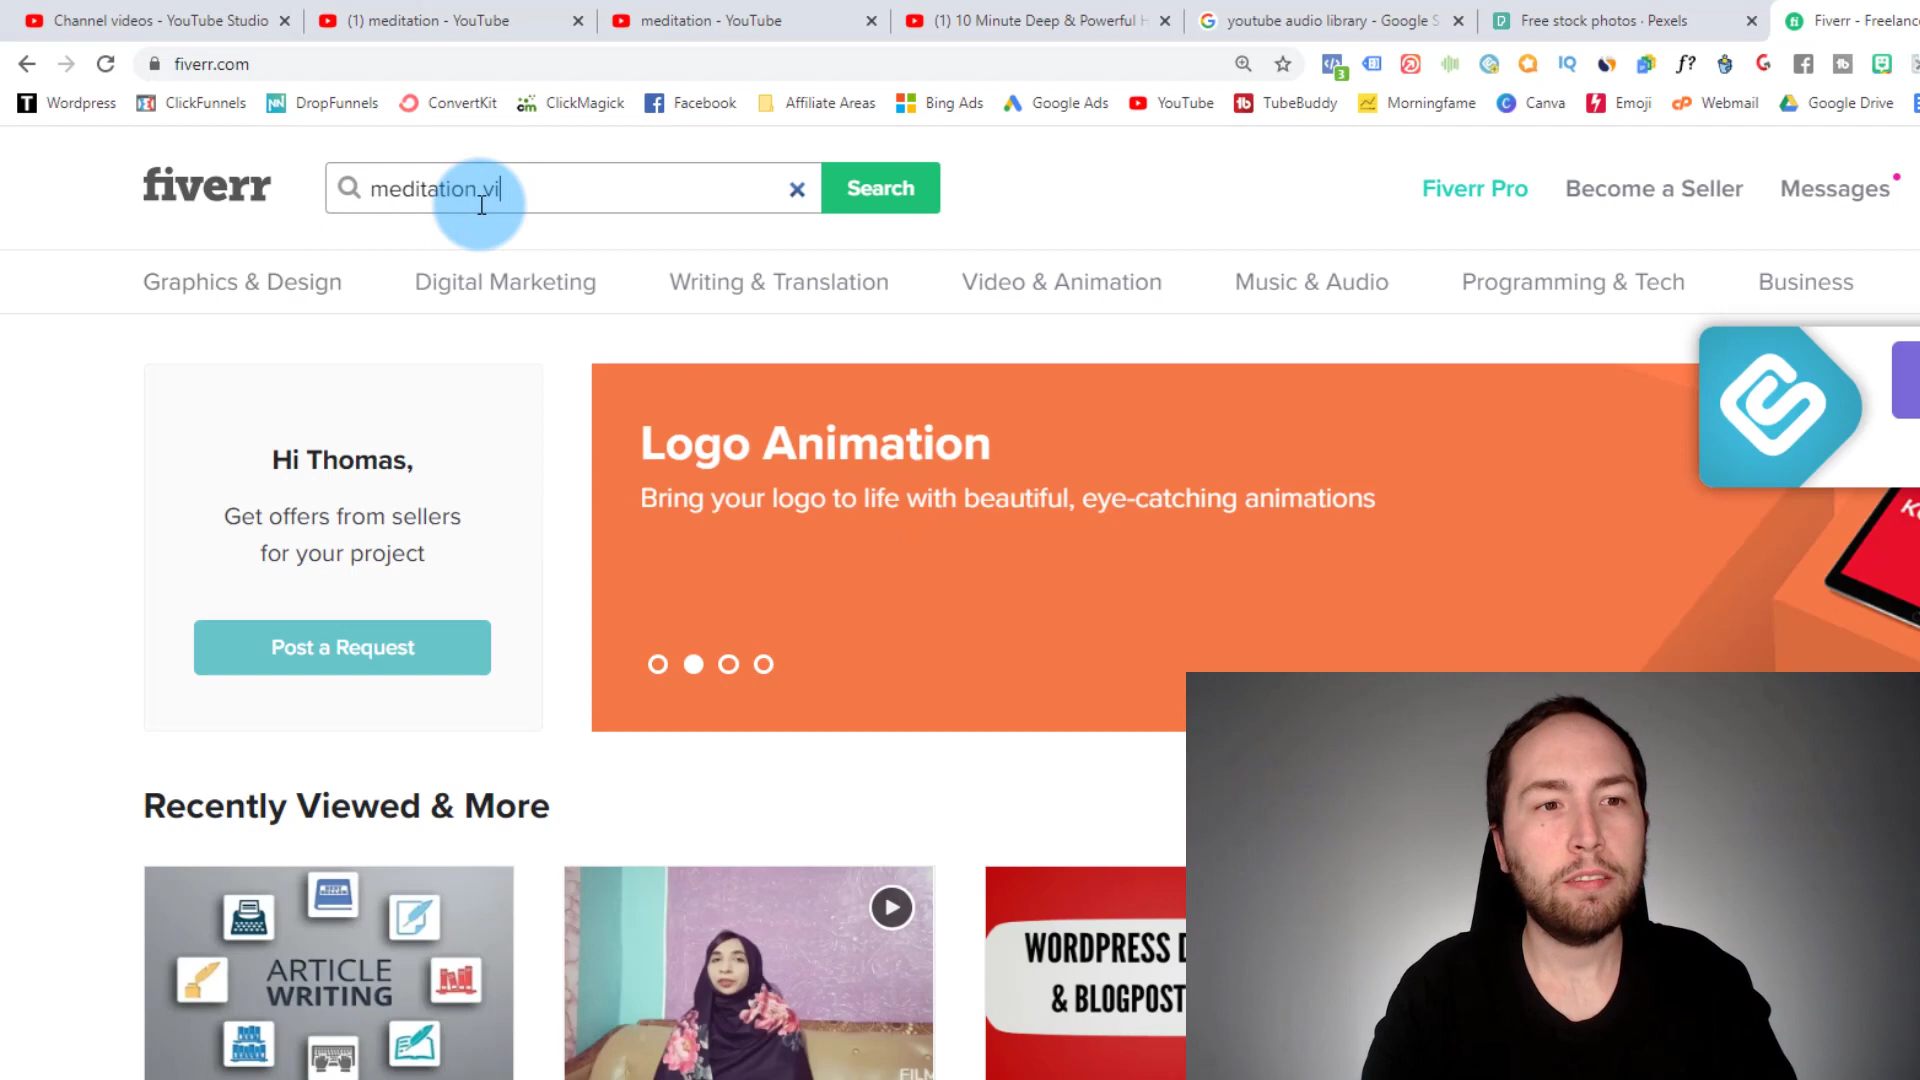 Channel videos - YouTube Studio
(1) meditation - YouTube
meditation - YouTube
(1) 10 Minute Deep & Powerful H
youtube audio library - Google S
Free stock photos · Pexels
Fiverr - Freelanc
fiverr.com
3
IQ
f?
Wordpress
ClickFunnels
DropFunnels
ConvertKit
ClickMagick
Facebook
Affiliate Areas
Bing Ads
Google Ads
YouTube
TubeBuddy
Morningfame
Canva
Emoji
Webmail
Google Drive
fiverr
meditation vi
Search
Fiverr Pro
Become a Seller
Messages
Graphics & Design
Digital Marketing
Writing & Translation
Video & Animation
Music & Audio
Programming & Tech
Business
Hi Thomas,
Get offers from sellers
for your project
Post a Request
Logo Animation
Bring your logo to life with beautiful, eye-catching animations
Recently Viewed & More
ARTICLE
WRITING
FILM
WORDPRESS D
& BLOGPOST